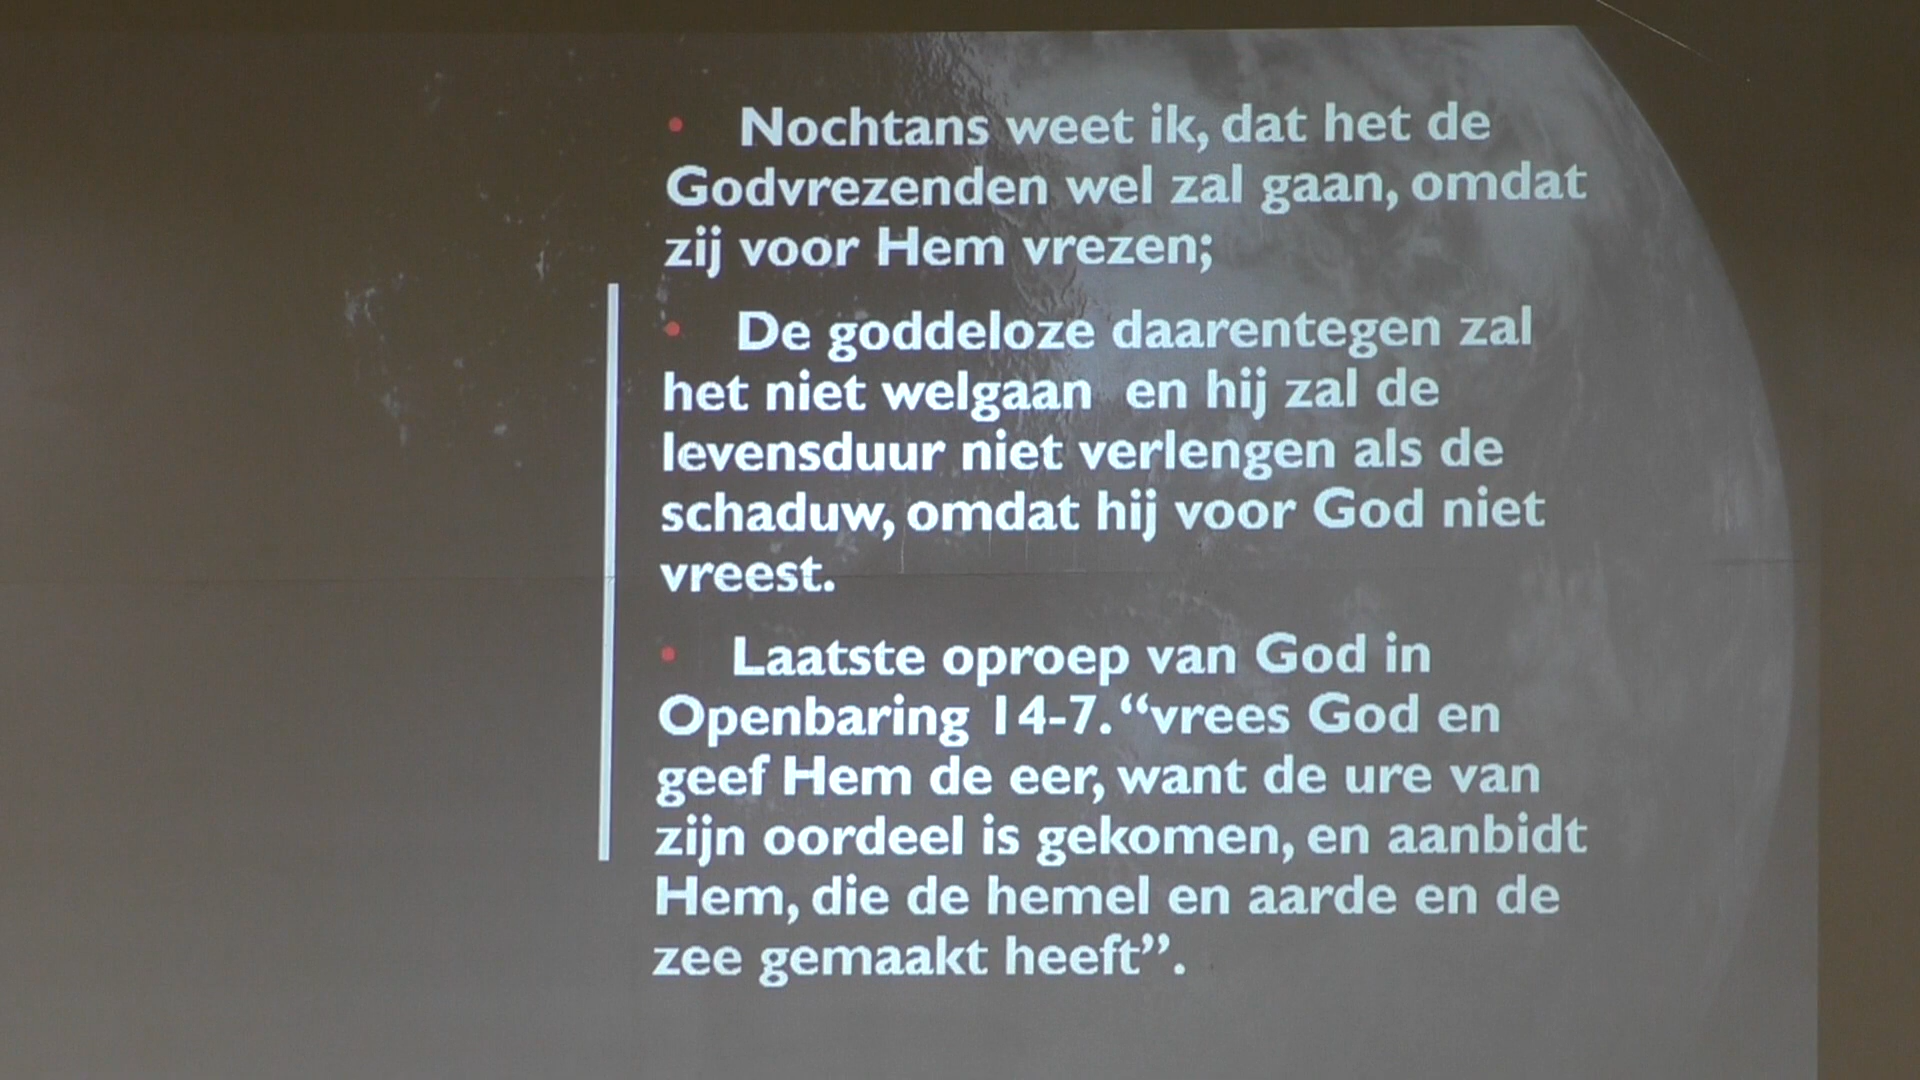 • Nochtans weet ik, dat het de
Godvrezenden wel zal gaan, omdat
zij voor Hem vrezen;
• De goddeloze daarentegen zal
het niet welgaan en hij zal de
levensduur niet verlengen als de
schaduw, omdat hij voor God niet
vreest.
• Laatste oproep van God in
Openbaring 14-7. “vrees God en
geef Hem de eer, want de ure van
zijn oordeel is gekomen, en aanbidt
Hem, die de hemel en aarde en de
zee gemaakt heeft”.